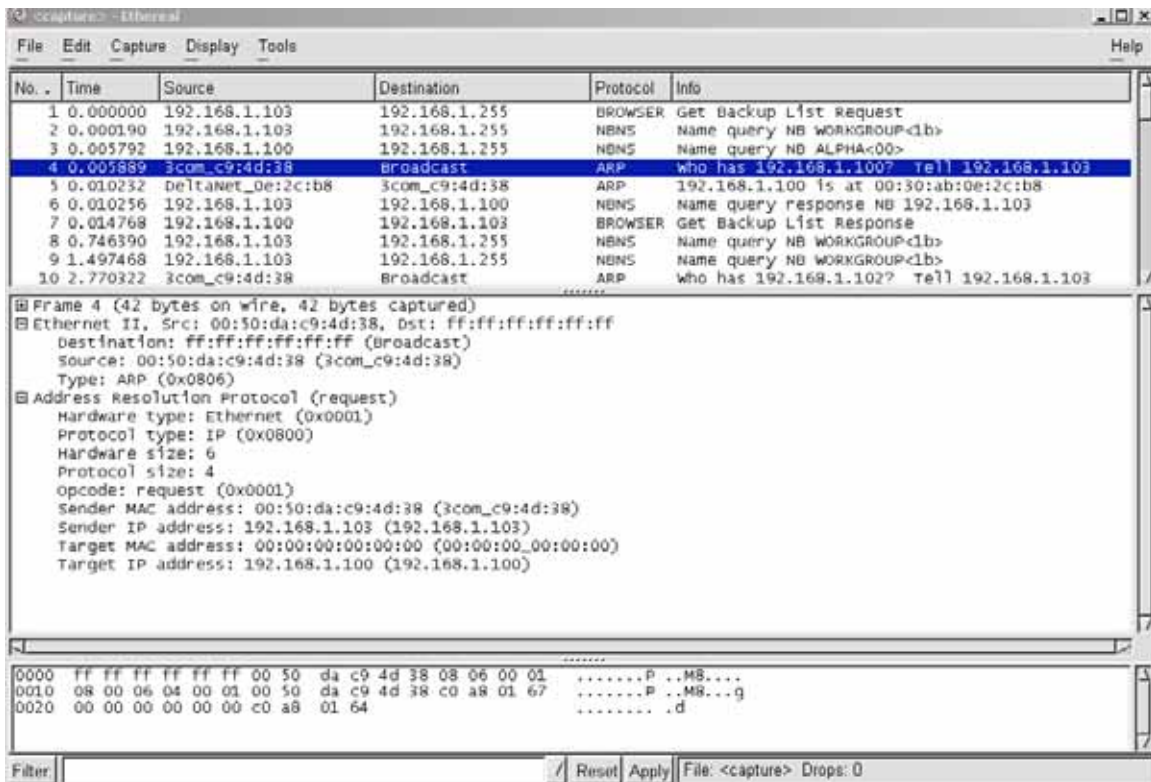 <capture> - Ethereal
File Edit Capture Display Tools Help
No. . Time Source Destination Protocol Info
1 0.000000 192.168.1.103 192.168.1.255 BROWSER Get Backup List Request
2 0.000190 192.168.1.103 192.168.1.255 NBNS Name query NB WORKGROUP<1b>
3 0.005792 192.168.1.100 192.168.1.255 NBNS Name query NB ALPHA<00>
4 0.005889 3com_c9:4d:38 Broadcast ARP Who has 192.168.1.100? Tell 192.168.1.103
5 0.010232 DeltaNet_0e:2c:b8 3com_c9:4d:38 ARP 192.168.1.100 is at 00:30:ab:0e:2c:b8
6 0.010256 192.168.1.103 192.168.1.100 NBNS Name query response NB 192.168.1.103
7 0.014768 192.168.1.100 192.168.1.103 BROWSER Get Backup List Response
8 0.746390 192.168.1.103 192.168.1.255 NBNS Name query NB WORKGROUP<1b>
9 1.497468 192.168.1.103 192.168.1.255 NBNS Name query NB WORKGROUP<1b>
10 2.770322 3com_c9:4d:38 Broadcast ARP Who has 192.168.1.102? Tell 192.168.1.103
Frame 4 (42 bytes on wire, 42 bytes captured)
Ethernet II, Src: 00:50:da:c9:4d:38, Dst: ff:ff:ff:ff:ff:ff
Destination: ff:ff:ff:ff:ff:ff (Broadcast)
Source: 00:50:da:c9:4d:38 (3com_c9:4d:38)
Type: ARP (0x0806)
Address Resolution Protocol (request)
Hardware type: Ethernet (0x0001)
Protocol type: IP (0x0800)
Hardware size: 6
Protocol size: 4
Opcode: request (0x0001)
Sender MAC address: 00:50:da:c9:4d:38 (3com_c9:4d:38)
Sender IP address: 192.168.1.103 (192.168.1.103)
Target MAC address: 00:00:00:00:00:00 (00:00:00_00:00:00)
Target IP address: 192.168.1.100 (192.168.1.100)
0000 ff ff ff ff ff ff 00 50 da c9 4d 38 08 06 00 01 .......P ..M8....
0010 08 00 06 04 00 01 00 50 da c9 4d 38 c0 a8 01 67 .......P ..M8...g
0020 00 00 00 00 00 00 c0 a8 01 64 ........ .d
Filter: / Reset Apply File: <capture> Drops: 0